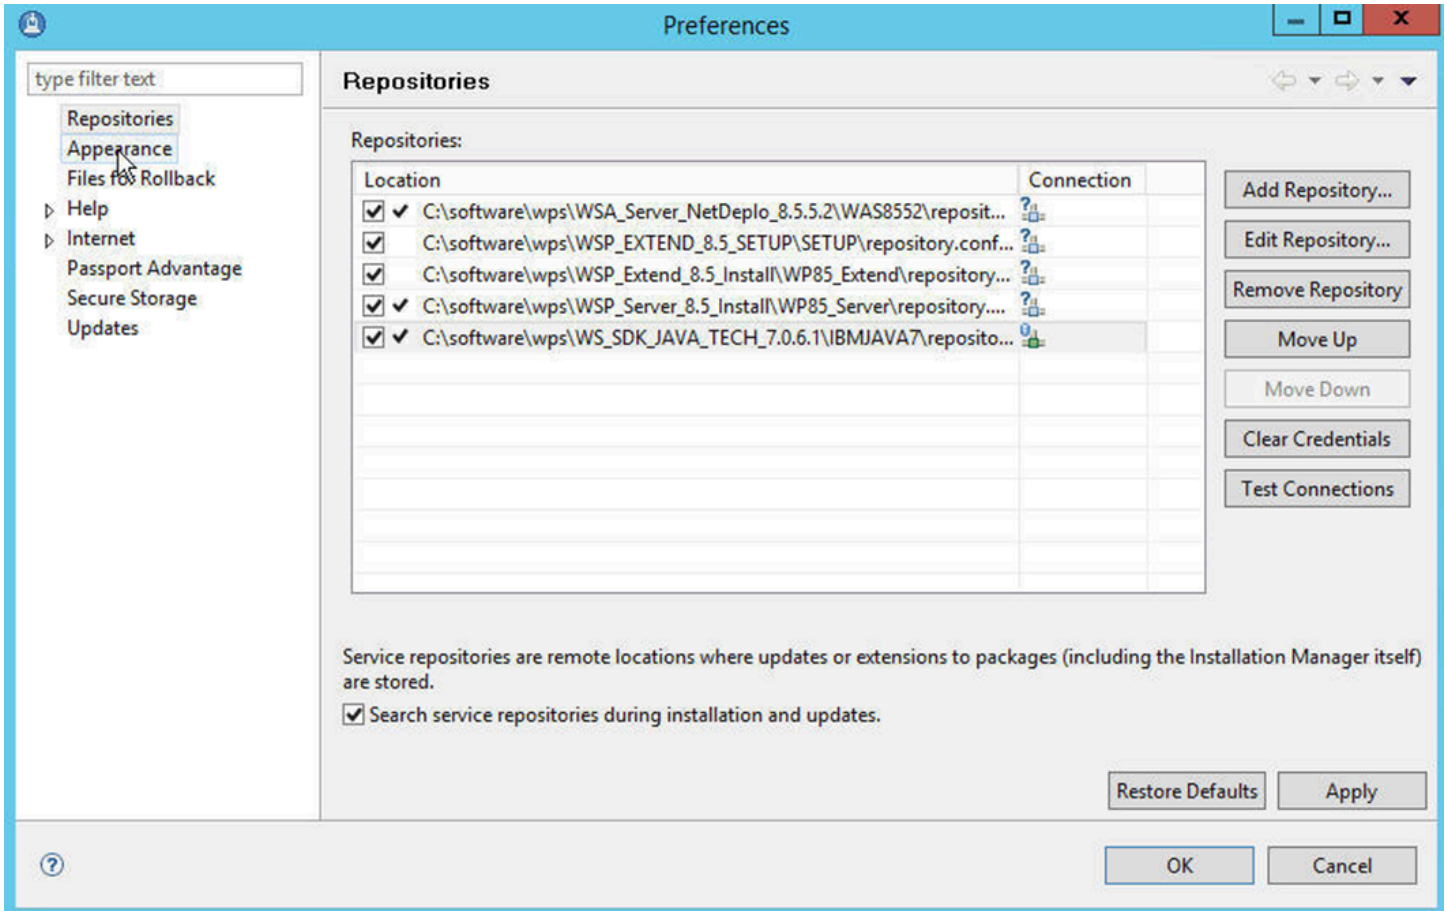 Preferences
type filter text
Repositories
Appearance
Files for Rollback
Help
Internet
Passport Advantage
Secure Storage
Updates
Repositories
Repositories:
Location Connection
C:\software\wps\WSA_Server_NetDeplo_8.5.5.2\WAS8552\reposit...
C:\software\wps\WSP_EXTEND_8.5_SETUP\SETUP\repository.conf...
C:\software\wps\WSP_Extend_8.5_Install\WP85_Extend\repository...
C:\software\wps\WSP_Server_8.5_Install\WP85_Server\repository....
C:\software\wps\WS_SDK_JAVA_TECH_7.0.6.1\IBMJAVA7\reposito...
Add Repository...
Edit Repository...
Remove Repository
Move Up
Move Down
Clear Credentials
Test Connections
Service repositories are remote locations where updates or extensions to packages (including the Installation Manager itself)
are stored.
Search service repositories during installation and updates.
Restore Defaults Apply
OK Cancel